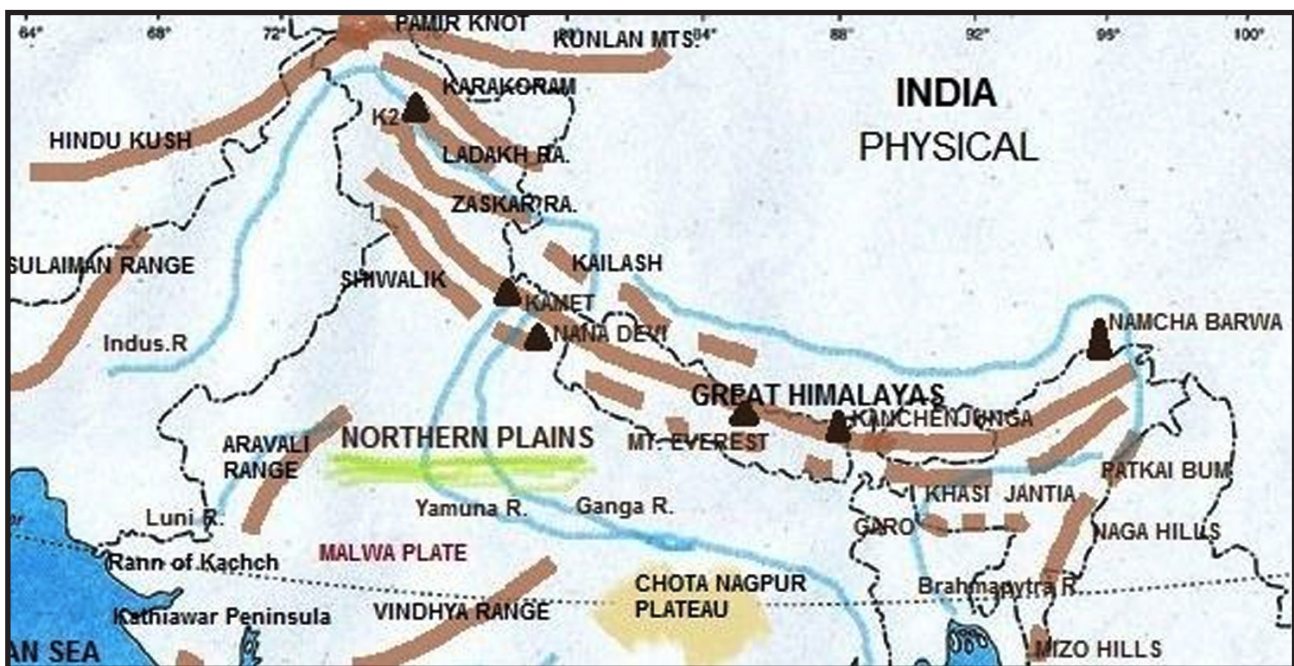 PAMIR KNOT
64°
68°
72°
84°
88°
92°
96°
100°
KUNLAN MTS.
KARAKORAM
INDIA
PHYSICAL
K2
HINDU KUSH
LADAKH RA.
ZASKAR RA.
SULAIMAN RANGE
KAILASH
SHIWALIK
KAMET
NANA DEVI
NAMCHA BARWA
Indus.R
GREAT HIMALAYAS
KANCHENJUNGA
MT. EVEREST
NORTHERN PLAINS
ARAVALI
RANGE
PATKAI BUM
KHASI JANTIA
Yamuna R.
Ganga R.
Luni R.
GARO
NAGA HILLS
MALWA PLATE
Rann of Kachch
CHOTA NAGPUR
PLATEAU
Brahmapytra R
VINDHYA RANGE
Kathiawar Peninsula
AN SEA
MIZO HILLS